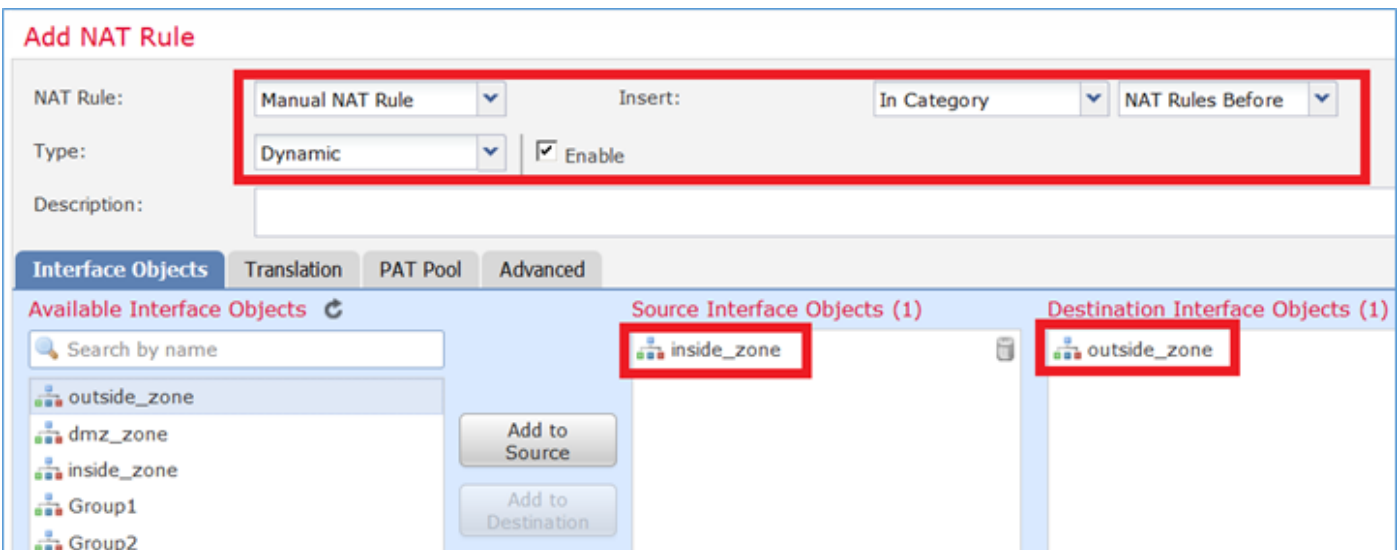 Add NAT Rule
NAT Rule: Manual NAT Rule Insert: In Category NAT Rules Before
Type: Dynamic Enable
Description:
Interface Objects Translation PAT Pool Advanced
Available Interface Objects Source Interface Objects (1) Destination Interface Objects (1)
Search by name inside_zone outside_zone
outside_zone
dmz_zone
inside_zone
Group1
Group2
Add to
Source
Add to
Destination